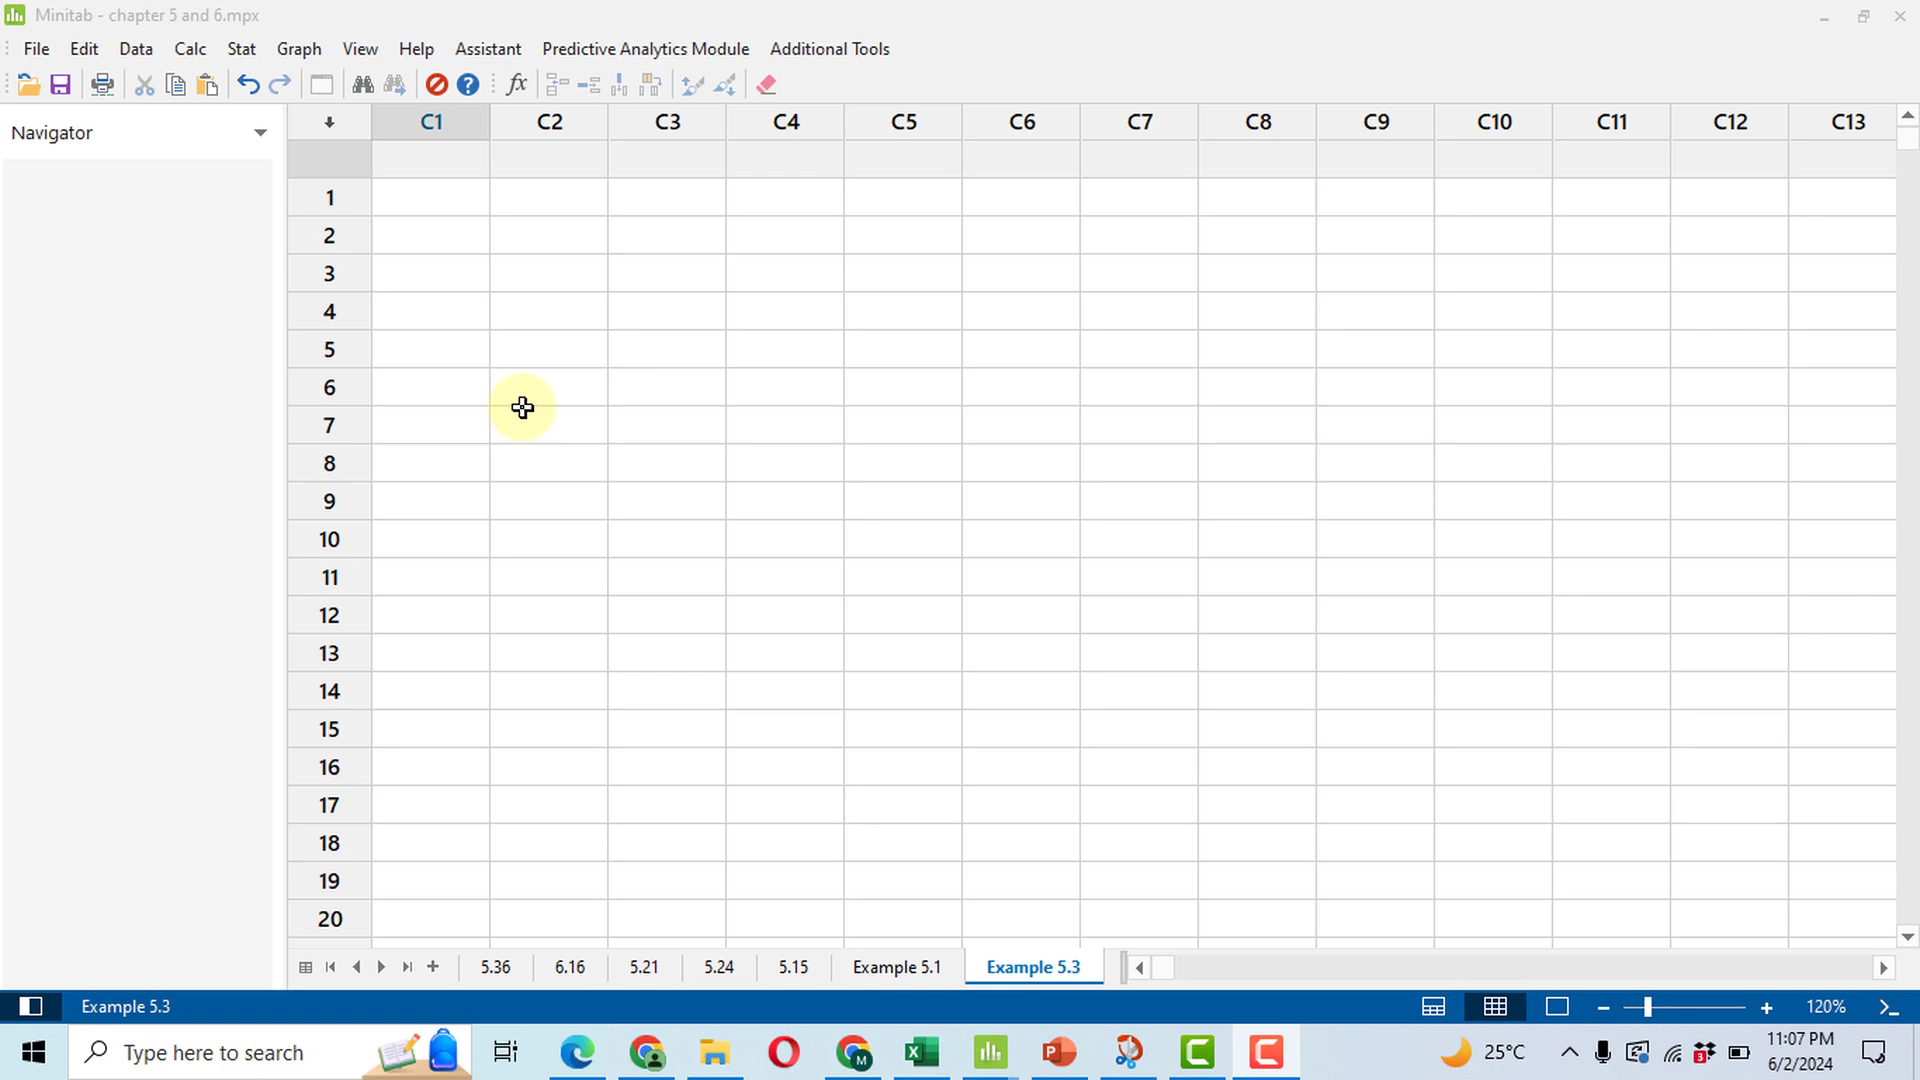 Minitab - chapter 5 and 6.mpx
File Edit Data Calc Stat Graph View Help Assistant Predictive Analytics Module Additional Tools
fx
Navigator
C1 C2 C3 C4 C5 C6 C7 C8 C9 C10 C11 C12 C13
1
2
3
4
5
6
7
8
9
10
11
12
13
14
15
16
17
18
19
20
5.36 6.16 5.21 5.24 5.15 Example 5.1 Example 5.3
Example 5.3 120%
Type here to search 25°C 11:07 PM
6/2/2024